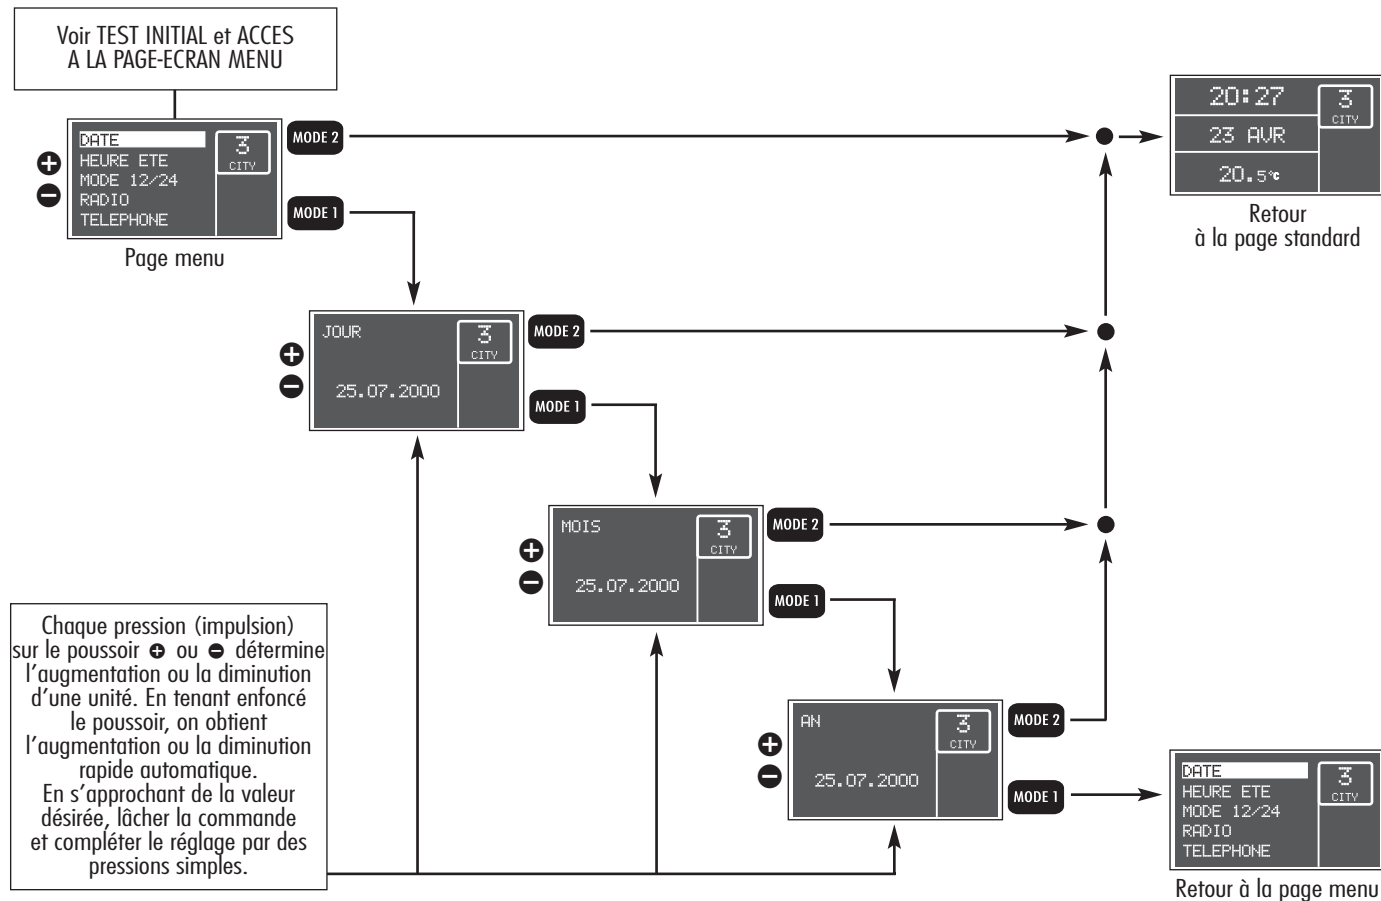 Voir TEST INITIAL et ACCES
A LA PAGE-ECRAN MENU
DATE
HEURE ETE
MODE 12/24
RADIO
TELEPHONE
3
CITY
MODE 2
MODE 1
Page menu
20:27
23 AVR
20.5°C
3
CITY
Retour
à la page standard
JOUR
25.07.2000
3
CITY
MODE 2
MODE 1
MOIS
25.07.2000
3
CITY
MODE 2
MODE 1
Chaque pression (impulsion)
sur le poussoir + ou - détermine
l'augmentation ou la diminution
d'une unité. En tenant enfoncé
le poussoir, on obtient
l'augmentation ou la diminution
rapide automatique.
En s'approchant de la valeur
désirée, lâcher la commande
et compléter le réglage par des
pressions simples.
AN
25.07.2000
3
CITY
MODE 2
MODE 1
DATE
HEURE ETE
MODE 12/24
RADIO
TELEPHONE
3
CITY
Retour à la page menu